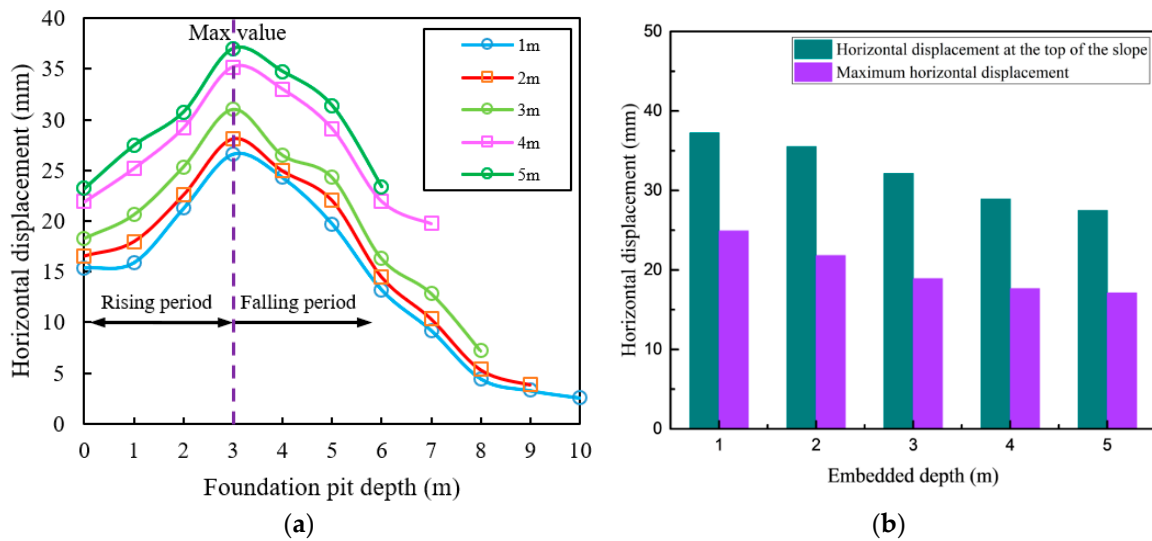 40
35
30
25
20
15
10
5
0
Horizontal displacement (mm)
Max value
1m
2m
3m
4m
5m
Rising period
Falling period
0 1 2 3 4 5 6 7 8 9 10
Foundation pit depth (m)
(a)
50
40
30
20
10
0
Horizontal displacement (mm)
Horizontal displacement at the top of the slope
Maximum horizontal displacement
1 2 3 4 5
Embedded depth (m)
(b)